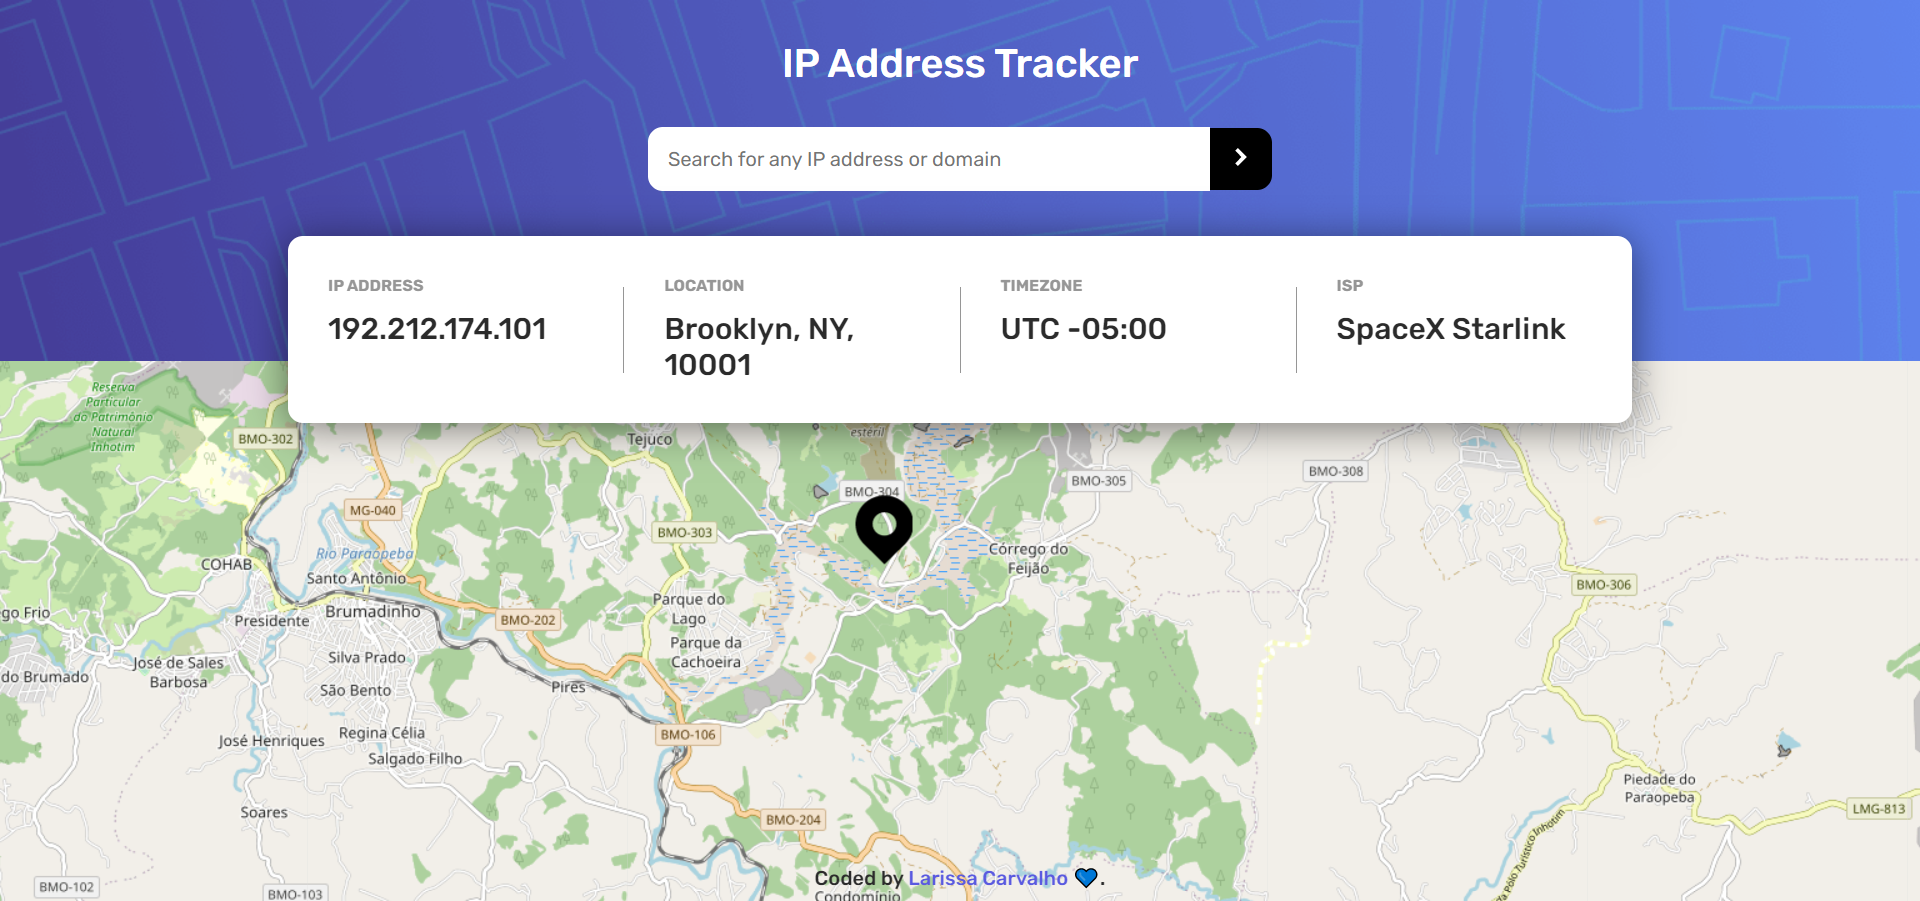 IP Address Tracker
Search for any IP address or domain
IP ADDRESS
192.212.174.101
LOCATION
Brooklyn, NY,
10001
TIMEZONE
UTC -05:00
ISP
SpaceX Starlink
Reserva
Particular
do Patrimônio
Natural
Inhotim
BMO-302
Tejuco
estéril
BMO-308
BMO-305
BMO-304
MG-040
BMO-303
Rio Paraopeba
Córrego do
Feijão
COHAB
Santo Antônio
BMO-306
Parque do
Lago
go Frio
Brumadinho
Presidente
BMO-202
Parque da
Cachoeira
Silva Prado
José de Sales
Barbosa
do Brumado
São Bento
Pires
Regina Célia
José Henriques
BMO-106
Salgado Filho
Piedade do
Paraopeba
LMG-813
Soares
BMO-204
Polo Turístico Inhotim
Coded by Larissa Carvalho 💙.
BMO-102
BMO-103
Condomínio